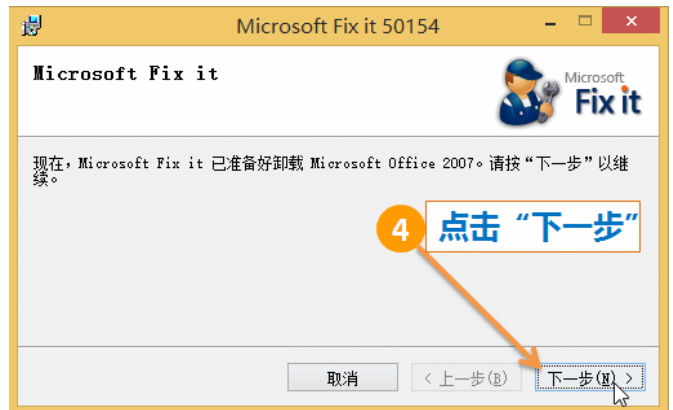 Microsoft Fix it 50154
Microsoft Fix it
Microsoft
Fix it
现在，Microsoft Fix it 已准备好卸载 Microsoft Office 2007。请按“下一步”以继
续。
4 点击“下一步”
取消 < 上一步(B) 下一步(N) >